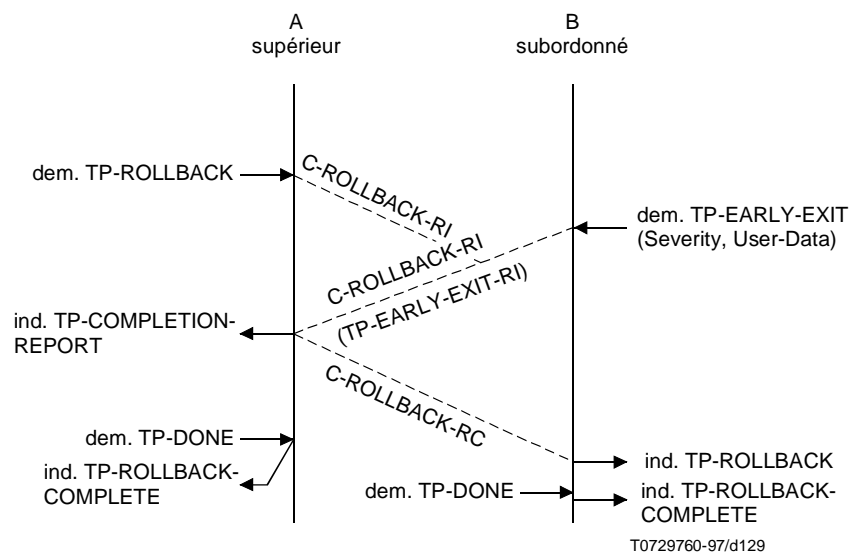 A
supérieur
B
subordonné
dem. TP-ROLLBACK
C-ROLLBACK-RI
dem. TP-EARLY-EXIT
(Severity, User-Data)
C-ROLLBACK-RI
(TP-EARLY-EXIT-RI)
ind. TP-COMPLETION-
REPORT
C-ROLLBACK-RC
dem. TP-DONE
ind. TP-ROLLBACK
ind. TP-ROLLBACK-
COMPLETE
dem. TP-DONE
ind. TP-ROLLBACK-
COMPLETE
T0729760-97/d129